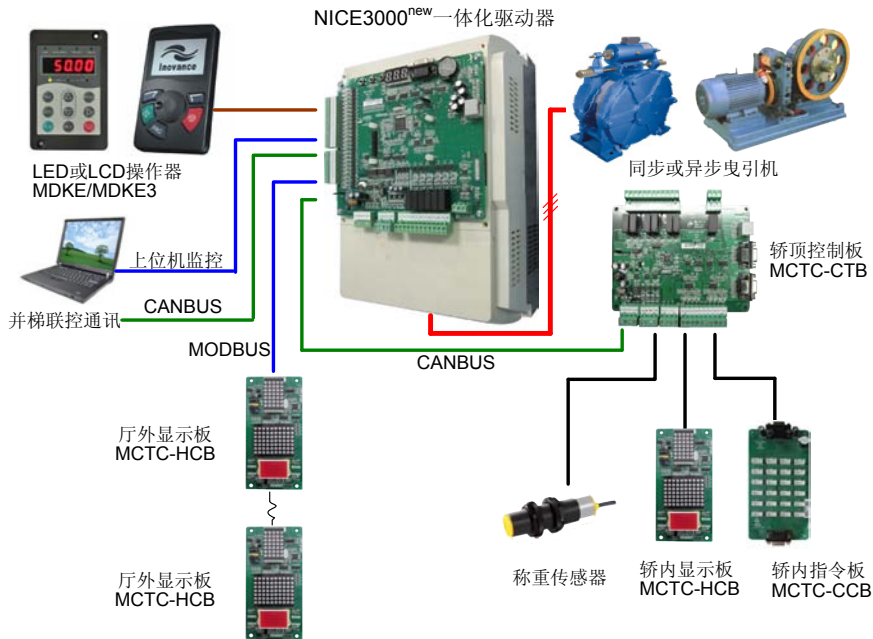 NICE3000new一体化驱动器
50.00
inovance
LED或LCD操作器
MDKE/MDKE3
同步或异步曳引机
上位机监控
轿顶控制板
MCTC-CTB
CANBUS
并梯联控通讯
MODBUS
CANBUS
厅外显示板
MCTC-HCB
厅外显示板
MCTC-HCB
称重传感器
轿内显示板
MCTC-HCB
轿内指令板
MCTC-CCB